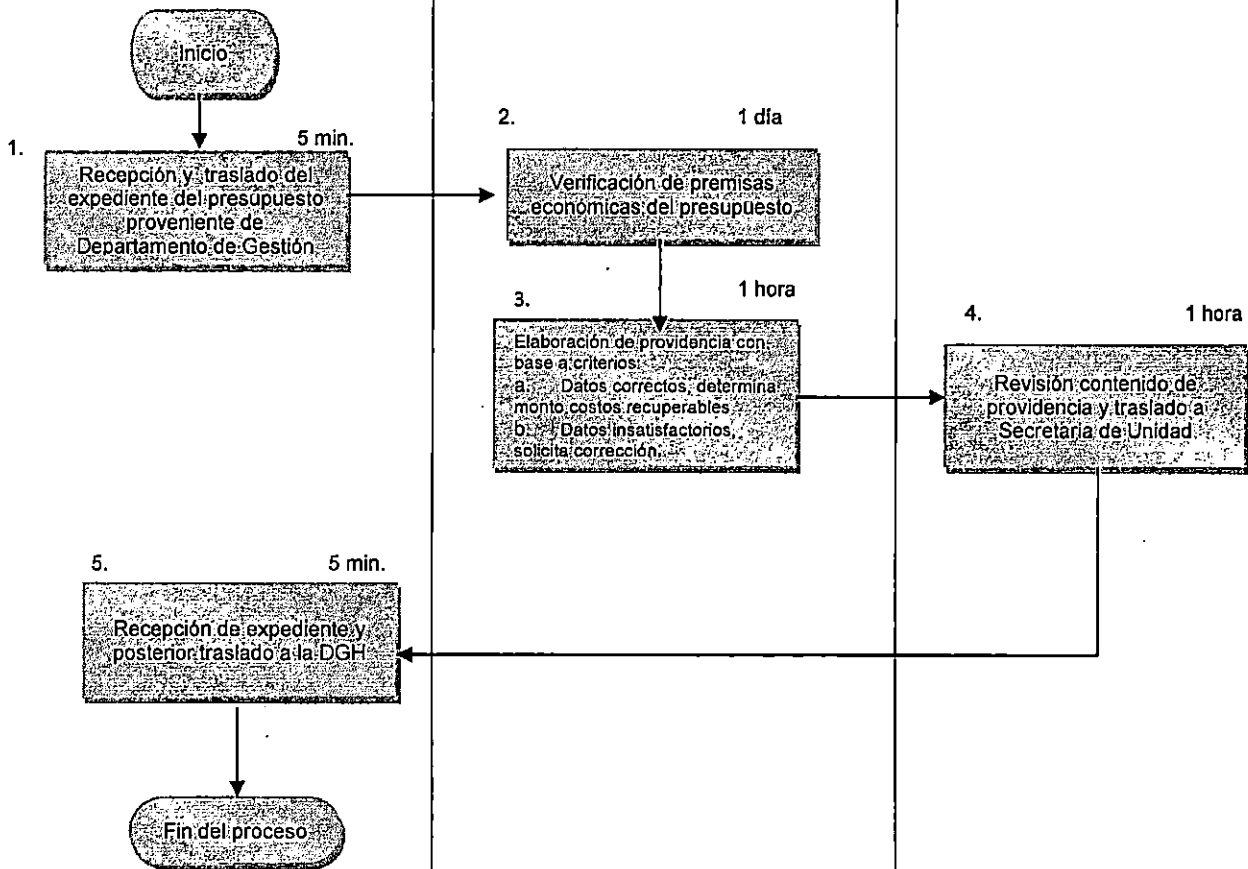 Inicio
1.
5 min.
Recepción y traslado del
expediente del presupuesto
proveniente de
Departamento de Gestión
2.
1 día
Verificación de premisas
económicas del presupuesto
3.
1 hora
Elaboración de providencia con
base a criterios:
a. Datos correctos, determina
monto costos recuperables
b. Datos insatisfactorios,
solicita corrección.
4.
1 hora
Revisión contenido de
providencia y traslado a
Secretaria de Unidad
5.
5 min.
Recepción de expediente y
posterior traslado a la DGH
Fin del proceso